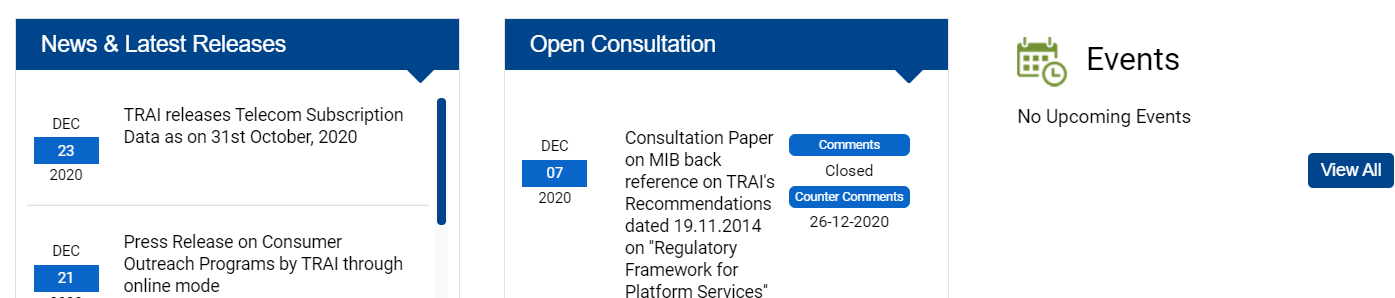 News & Latest Releases
DEC
23
2020
TRAI releases Telecom Subscription
Data as on 31st October, 2020
DEC
21
Press Release on Consumer
Outreach Programs by TRAI through
online mode
Open Consultation
DEC
07
2020
Consultation Paper
on MIB back
reference on TRAI's
Recommendations
dated 19.11.2014
on "Regulatory
Framework for
Platform Services"
Comments
Closed
Counter Comments
26-12-2020
Events
No Upcoming Events
View All